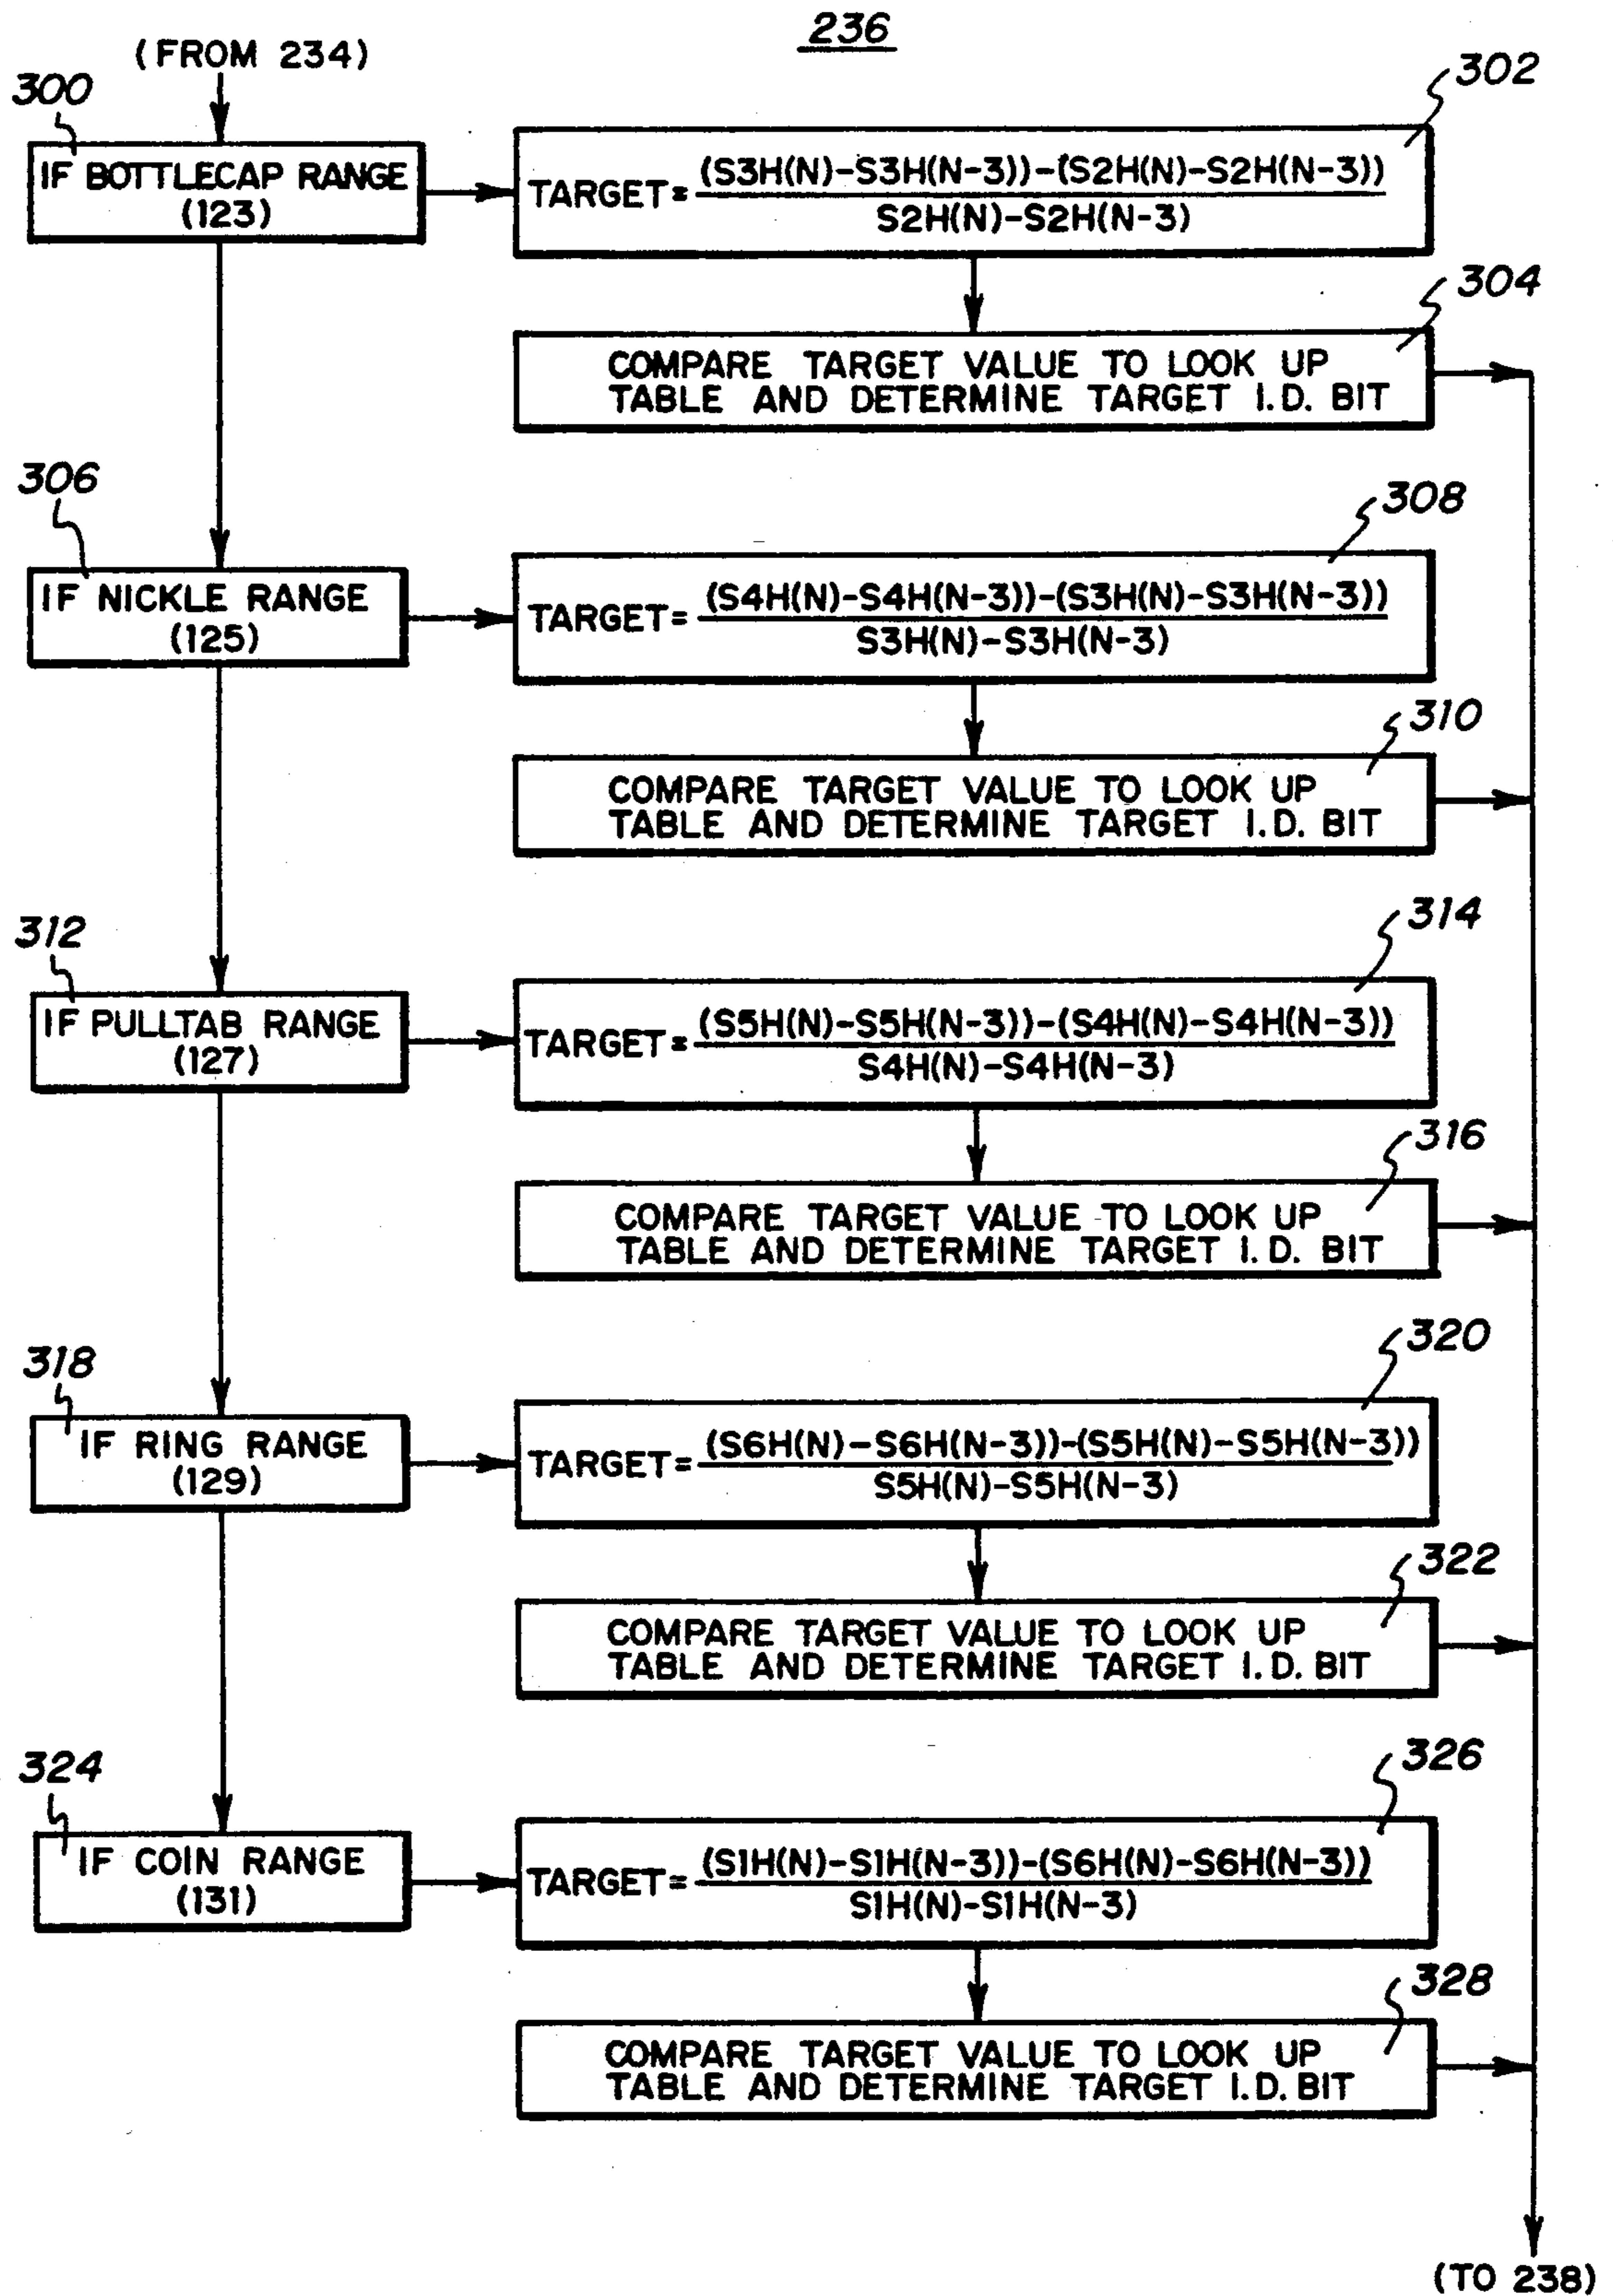 236
(FROM 234)
300
IF BOTTLECAP RANGE
(123)
302
TARGET= (S3H(N)-S3H(N-3))-(S2H(N)-S2H(N-3))
S2H(N)-S2H(N-3)
304
COMPARE TARGET VALUE TO LOOK UP
TABLE AND DETERMINE TARGET I.D. BIT
306
IF NICKLE RANGE
(125)
308
TARGET= (S4H(N)-S4H(N-3))-(S3H(N)-S3H(N-3))
S3H(N)-S3H(N-3)
310
COMPARE TARGET VALUE TO LOOK UP
TABLE AND DETERMINE TARGET I.D. BIT
312
IF PULLTAB RANGE
(127)
314
TARGET= (S5H(N)-S5H(N-3))-(S4H(N)-S4H(N-3))
S4H(N)-S4H(N-3)
316
COMPARE TARGET VALUE TO LOOK UP
TABLE AND DETERMINE TARGET I.D. BIT
318
IF RING RANGE
(129)
320
TARGET= (S6H(N)-S6H(N-3))-(S5H(N)-S5H(N-3))
S5H(N)-S5H(N-3)
322
COMPARE TARGET VALUE TO LOOK UP
TABLE AND DETERMINE TARGET I.D. BIT
324
IF COIN RANGE
(131)
326
TARGET= (S1H(N)-S1H(N-3))-(S6H(N)-S6H(N-3))
S1H(N)-S1H(N-3)
328
COMPARE TARGET VALUE TO LOOK UP
TABLE AND DETERMINE TARGET I.D. BIT
(TO 238)